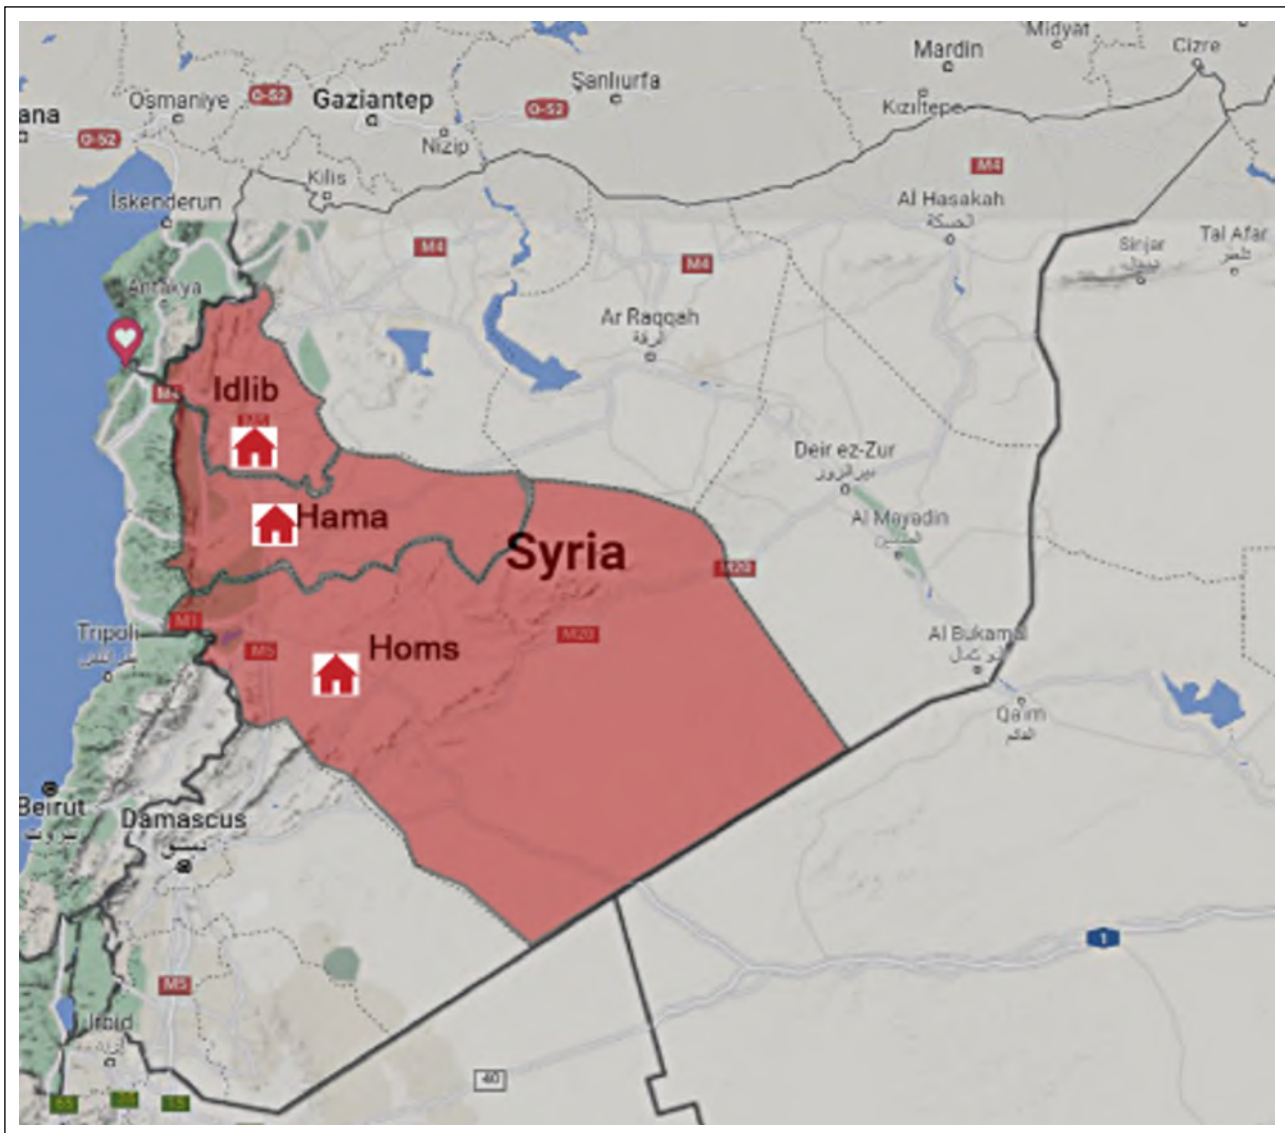 Midyat
Mardin
Cizre
Şanlıurfa
Osmaniye
O-52
Gaziantep
O-52
Kızıltepe
ana
O-52
Nizip
M4
Kilis
İskenderun
Al Hasakah
الحسكة
M4
M4
Sinjar
Tal Afar
تلعفر
Antakya
Ar Raqqah
الرقة
Idlib
Deir ez-Zur
دير الزور
Hama
Al Mayadin
Syria
M20
M1
Tripoli
M5
Homs
M20
Al Bukamal
Qa'im
القائم
Beirut
بيروت
Damascus
دمشق
1
M5
Irbid
40